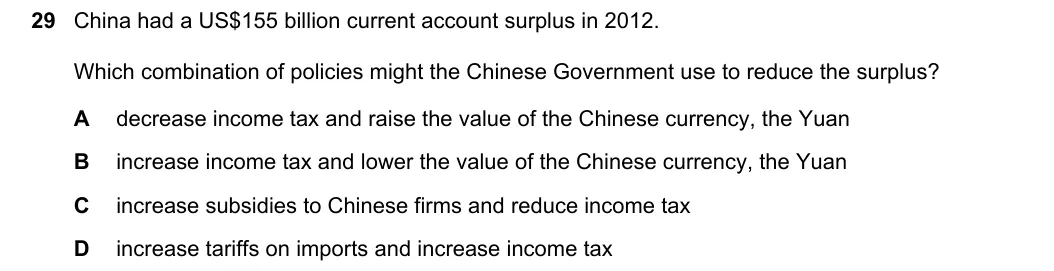 29 China had a US$155 billion current account surplus in 2012.
Which combination of policies might the Chinese Government use to reduce the surplus?
A decrease income tax and raise the value of the Chinese currency, the Yuan
B increase income tax and lower the value of the Chinese currency, the Yuan
C increase subsidies to Chinese firms and reduce income tax
D increase tariffs on imports and increase income tax